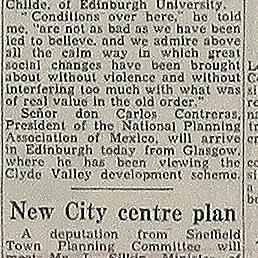 Childe, of Edinburgh University.
"Conditions over here," he told
me, "are not as bad as we have been
led to believe, and we admire above
all the calm way in which great
social changes have been brought
about without violence and without
interfering too much with what was
of real value in the old order."
Señor don Carlos Contreras,
President of the National Planning
Association of Mexico, will arrive
in Edinburgh today from Glasgow,
where he has been viewing the
Clyde Valley development scheme.
New City centre plan
A deputation from Sheffield
Town Planning Committee will
meet Mr. L. Silkin, Minister of